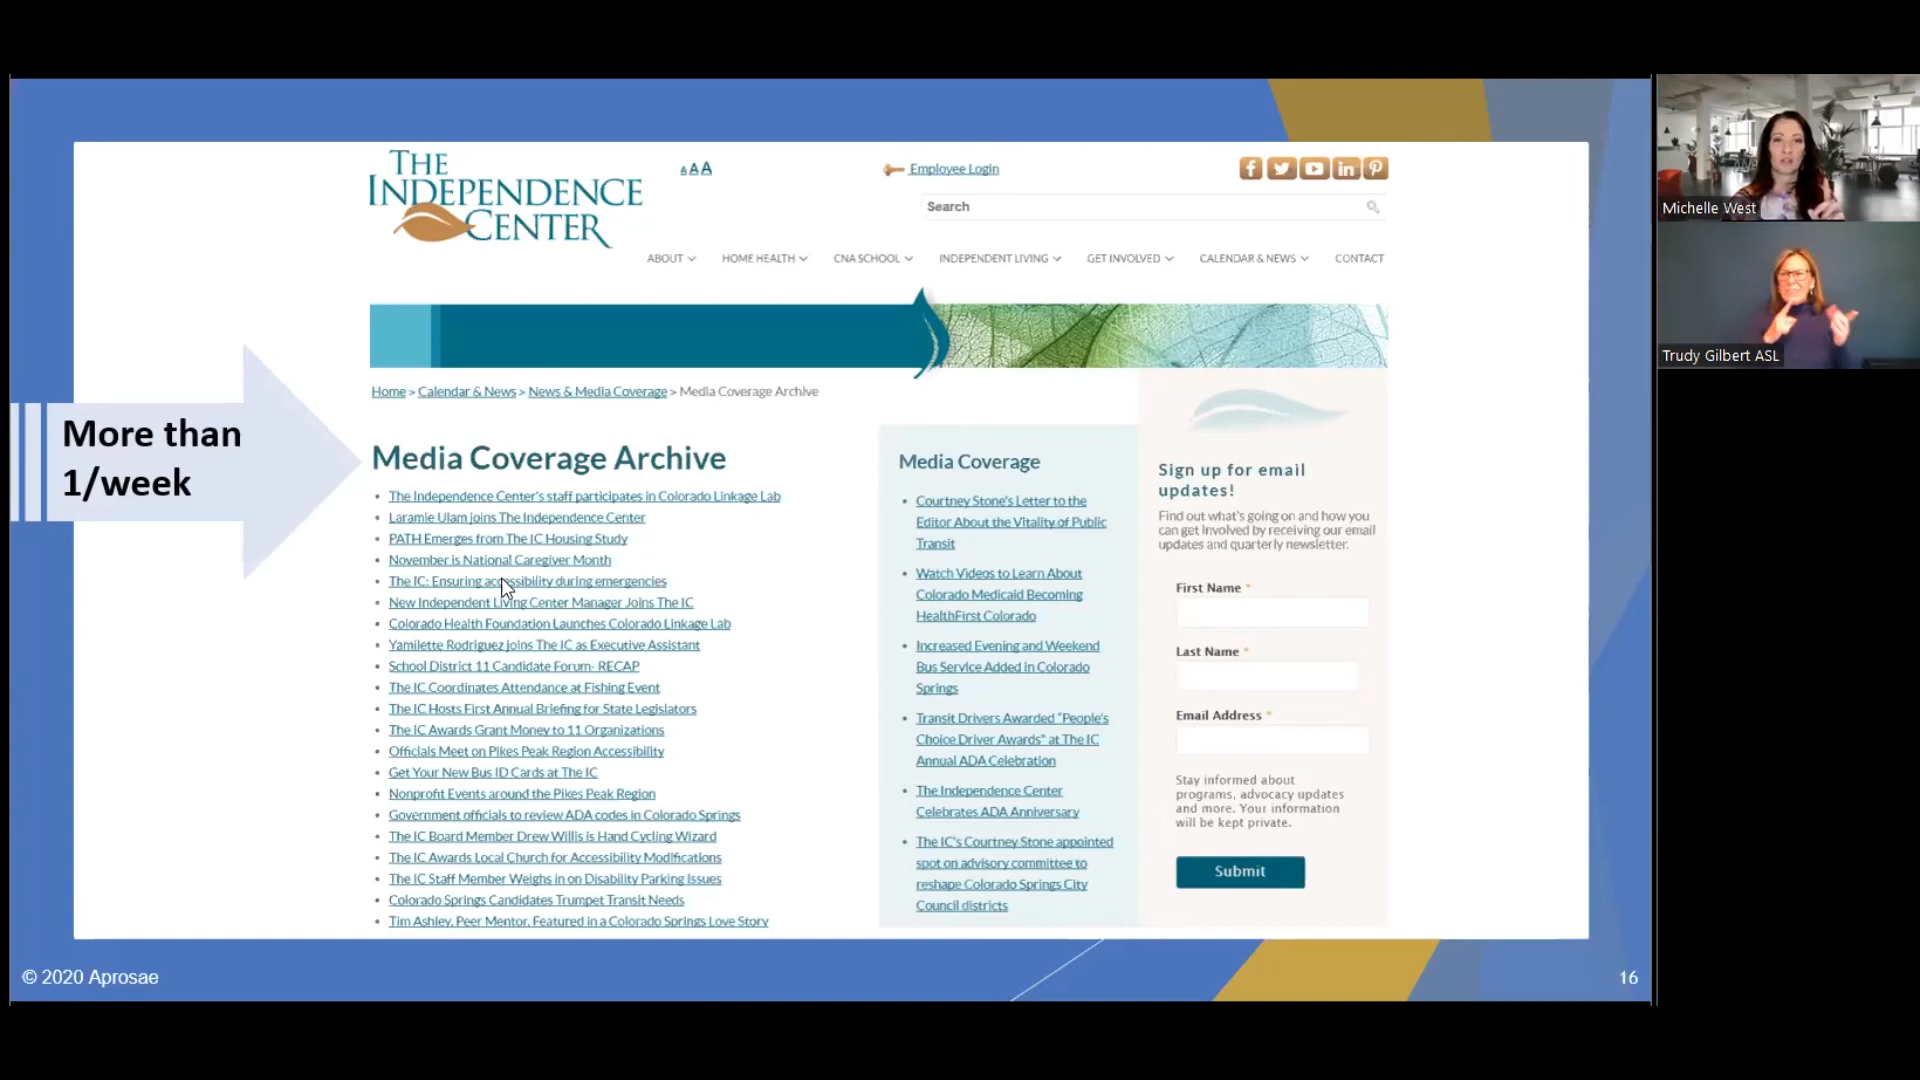 THE
INDEPENDENCE
CENTER
A A A
Employee Login
Search
ABOUT
HOME HEALTH
CNA SCHOOL
INDEPENDENT LIVING
GET INVOLVED
CALENDAR & NEWS
CONTACT
Home > Calendar & News > News & Media Coverage > Media Coverage Archive
More than
1/week
Media Coverage Archive
The Independence Center's staff participates in Colorado Linkage Lab
Laramie Ulam joins The Independence Center
PATH Emerges from The IC Housing Study
November is National Caregiver Month
The IC: Ensuring accessibility during emergencies
New Independent Living Center Manager Joins The IC
Colorado Health Foundation Launches Colorado Linkage Lab
Yamilette Rodriguez joins The IC as Executive Assistant
School District 11 Candidate Forum- RECAP
The IC Coordinates Attendance at Fishing Event
The IC Hosts First Annual Briefing for State Legislators
The IC Awards Grant Money to 11 Organizations
Officials Meet on Pikes Peak Region Accessibility
Get Your New Bus ID Cards at The IC
Nonprofit Events around the Pikes Peak Region
Government officials to review ADA codes in Colorado Springs
The IC Board Member Drew Willis is Hand Cycling Wizard
The IC Awards Local Church for Accessibility Modifications
The IC Staff Member Weighs in on Disability Parking Issues
Colorado Springs Candidates Trumpet Transit Needs
Tim Ashley, Peer Mentor, Featured in a Colorado Springs Love Story
Media Coverage
Courtney Stone's Letter to the
Editor About the Vitality of Public
Transit
Watch Videos to Learn About
Colorado Medicaid Becoming
HealthFirst Colorado
Increased Evening and Weekend
Bus Service Added in Colorado
Springs
Transit Drivers Awarded "People's
Choice Driver Awards" at The IC
Annual ADA Celebration
The Independence Center
Celebrates ADA Anniversary
The IC's Courtney Stone appointed
spot on advisory committee to
reshape Colorado Springs City
Council districts
Sign up for email
updates!
Find out what's going on and how you
can get involved by receiving our email
updates and quarterly newsletter.
First Name *
Last Name *
Email Address *
Stay informed about
programs, advocacy updates
and more. Your information
will be kept private.
Submit
© 2020 Aprosae
16
Michelle West
Trudy Gilbert ASL